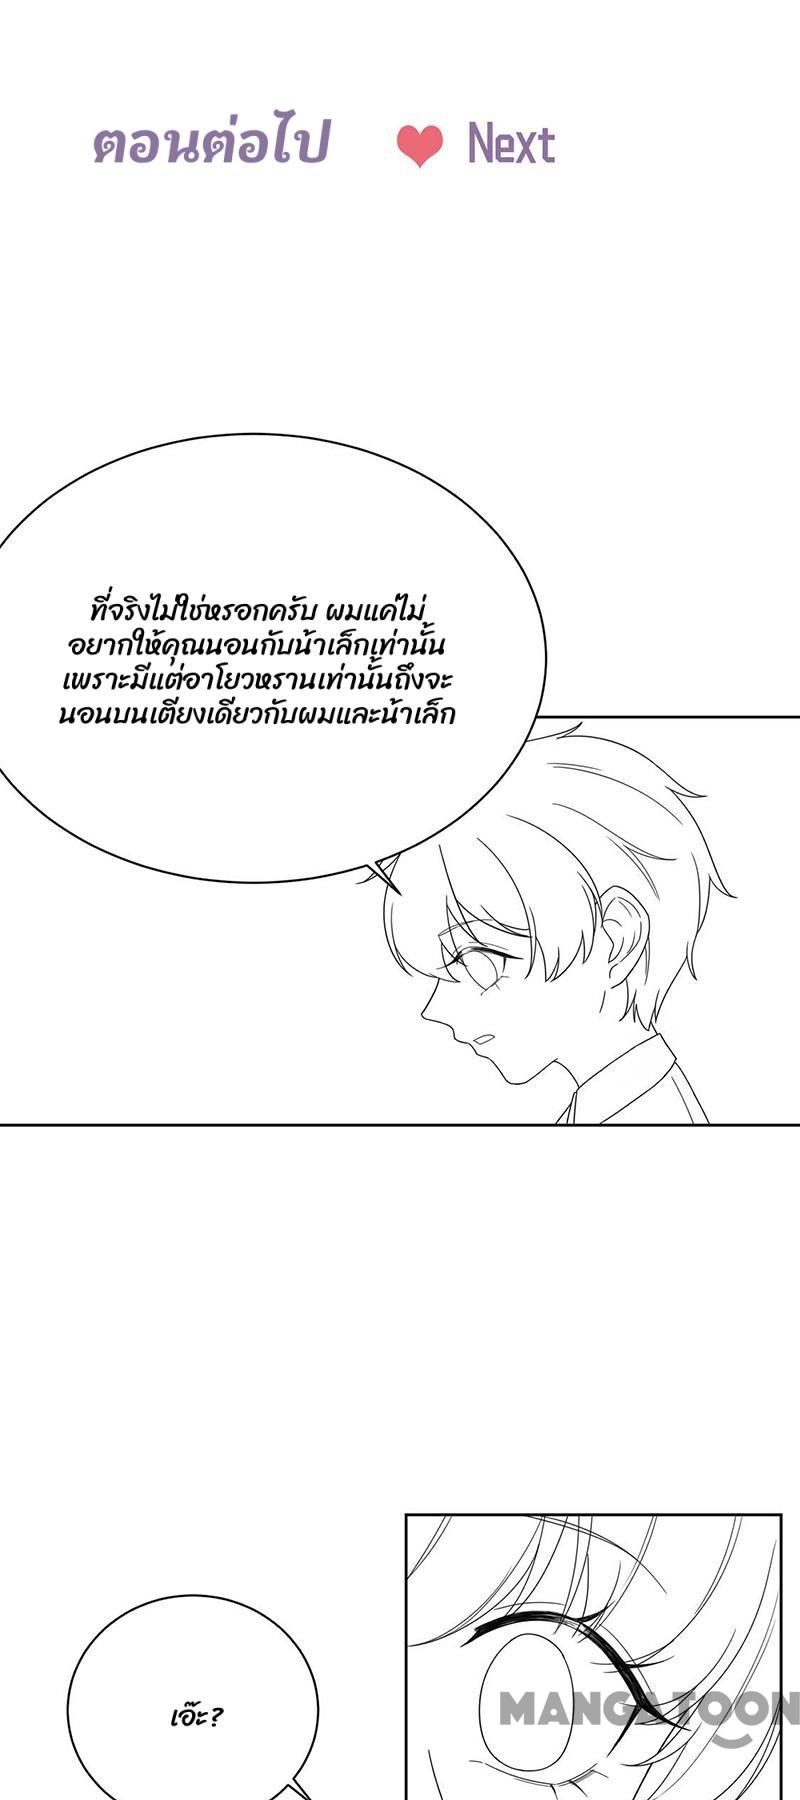 ตอนต่อไป ❤ Next
ที่จริงไม่ใช่หรอกครับ ผมแค่ไม่
อยากให้คุณนอนกับน้าเล็กเท่านั้น
เพราะมีแต่อาโยวหรานเท่านั้นถึงจะ
นอนบนเตียงเดียวกับผมและน้าเล็ก
เอ๊ะ?
MANGATOON